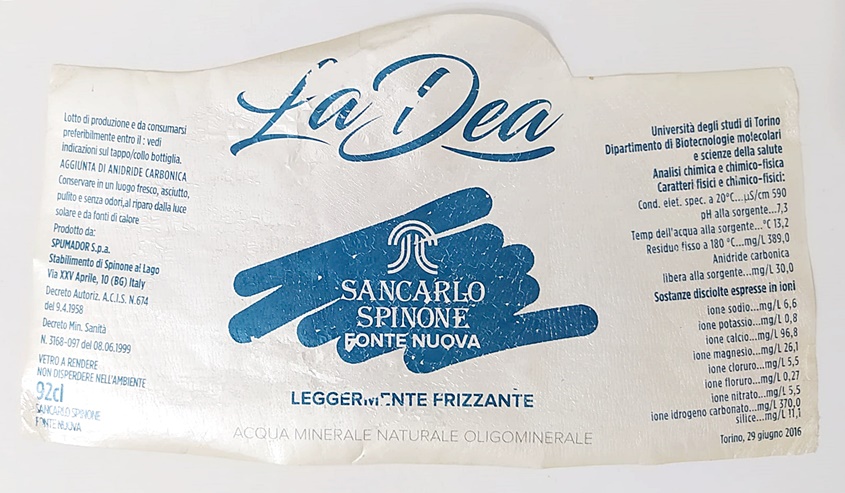 La Dea
Lotto di produzione e da consumarsi
preferibilmente entro il : vedi
indicazioni sul tappo/collo bottiglia.
AGGIUNTA DI ANIDRIDE CARBONICA
Conservare in un luogo fresco, asciutto,
pulito e senza odori,al riparo dalla luce
solare e da fonti di calore
Prodotto da:
SPUMADOR S.p.a.
Stabilimento di Spinone al Lago
Via XXV Aprile, 10 (BG) Italy
Decreto Autoriz. A.C.I.S. N.674
del 9.4.1958
Decreto Min. Sanità
N. 3168-097 del 08.06.1999
VETRO A RENDERE
NON DISPERDERE NELL'AMBIENTE
92cl
SANCARLO SPINONE
FONTE NUOVA
SANCARLO
SPINONE
FONTE NUOVA
LEGGERMENTE FRIZZANTE
ACQUA MINERALE NATURALE OLIGOMINERALE
Università degli studi di Torino
Dipartimento di Biotecnologie molecolari
e scienze della salute
Analisi chimica e chimico-fisica
Caratteri fisici e chimico-fisici:
Cond. elet. spec. a 20°C...µS/cm 590
pH alla sorgente...7,3
Temp dell'acqua alla sorgente...°C 13,2
Residuo fisso a 180 °C...mg/L 389,0
Anidride carbonica
libera alla sorgente...mg/L 30,0
Sostanze disciolte espresse in ioni
ione sodio...mg/L 6,6
ione potassio...mg/L 0,8
ione calcio...mg/L 96,8
ione magnesio...mg/L 26,1
ione cloruro...mg/L 5,5
ione floruro...mg/L 0,27
ione nitrato...mg/L 5,5
ione idrogeno carbonato...mg/L 370,0
silice...mg/L 11,1
Torino, 29 giugno 2016